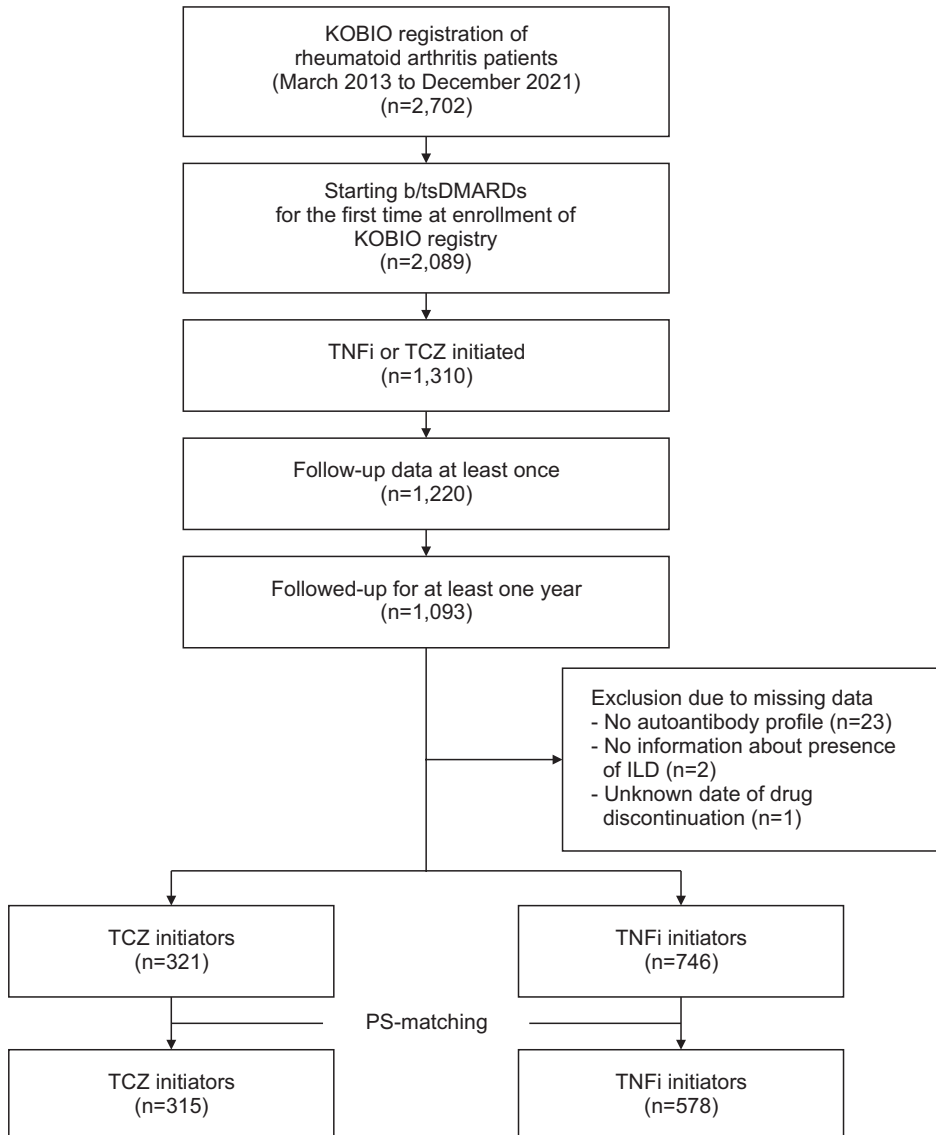 KOBIO registration of
rheumatoid arthritis patients
(March 2013 to December 2021)
(n=2,702)
Starting b/tsDMARDs
for the first time at enrollment of
KOBIO registry
(n=2,089)
TNFi or TCZ initiated
(n=1,310)
Follow-up data at least once
(n=1,220)
Followed-up for at least one year
(n=1,093)
Exclusion due to missing data
- No autoantibody profile (n=23)
- No information about presence
of ILD (n=2)
- Unknown date of drug
discontinuation (n=1)
TCZ initiators
(n=321)
TNFi initiators
(n=746)
PS-matching
TCZ initiators
(n=315)
TNFi initiators
(n=578)